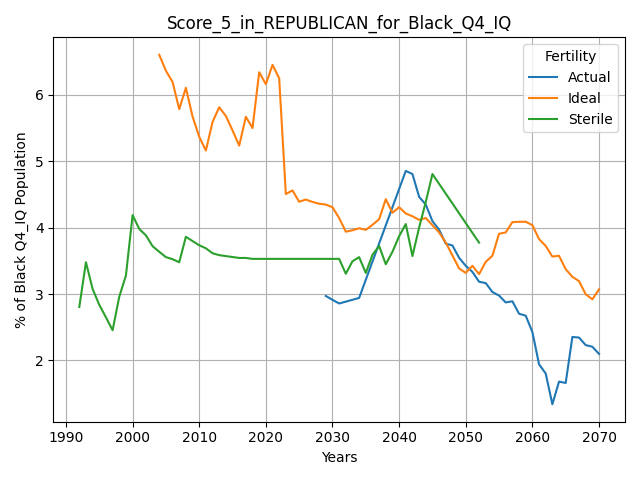 Score_5_in_REPUBLICAN_for_Black_Q4_IQ
Fertility
Actual
Ideal
Sterile
% of Black Q4_IQ Population
6
5
4
3
2
1990 2000 2010 2020 2030 2040 2050 2060 2070
Years